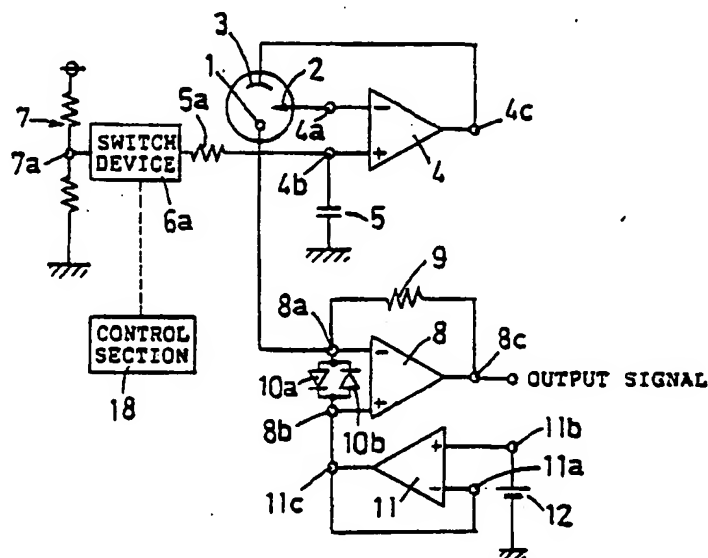 3
1
2
5a
7
4a
4c
SWITCH
DEVICE
7a
4
4b
6a
5
9
8a
CONTROL
SECTION
8
8c
OUTPUT SIGNAL
10a
18
8b
10b
11b
11a
11c
11
12